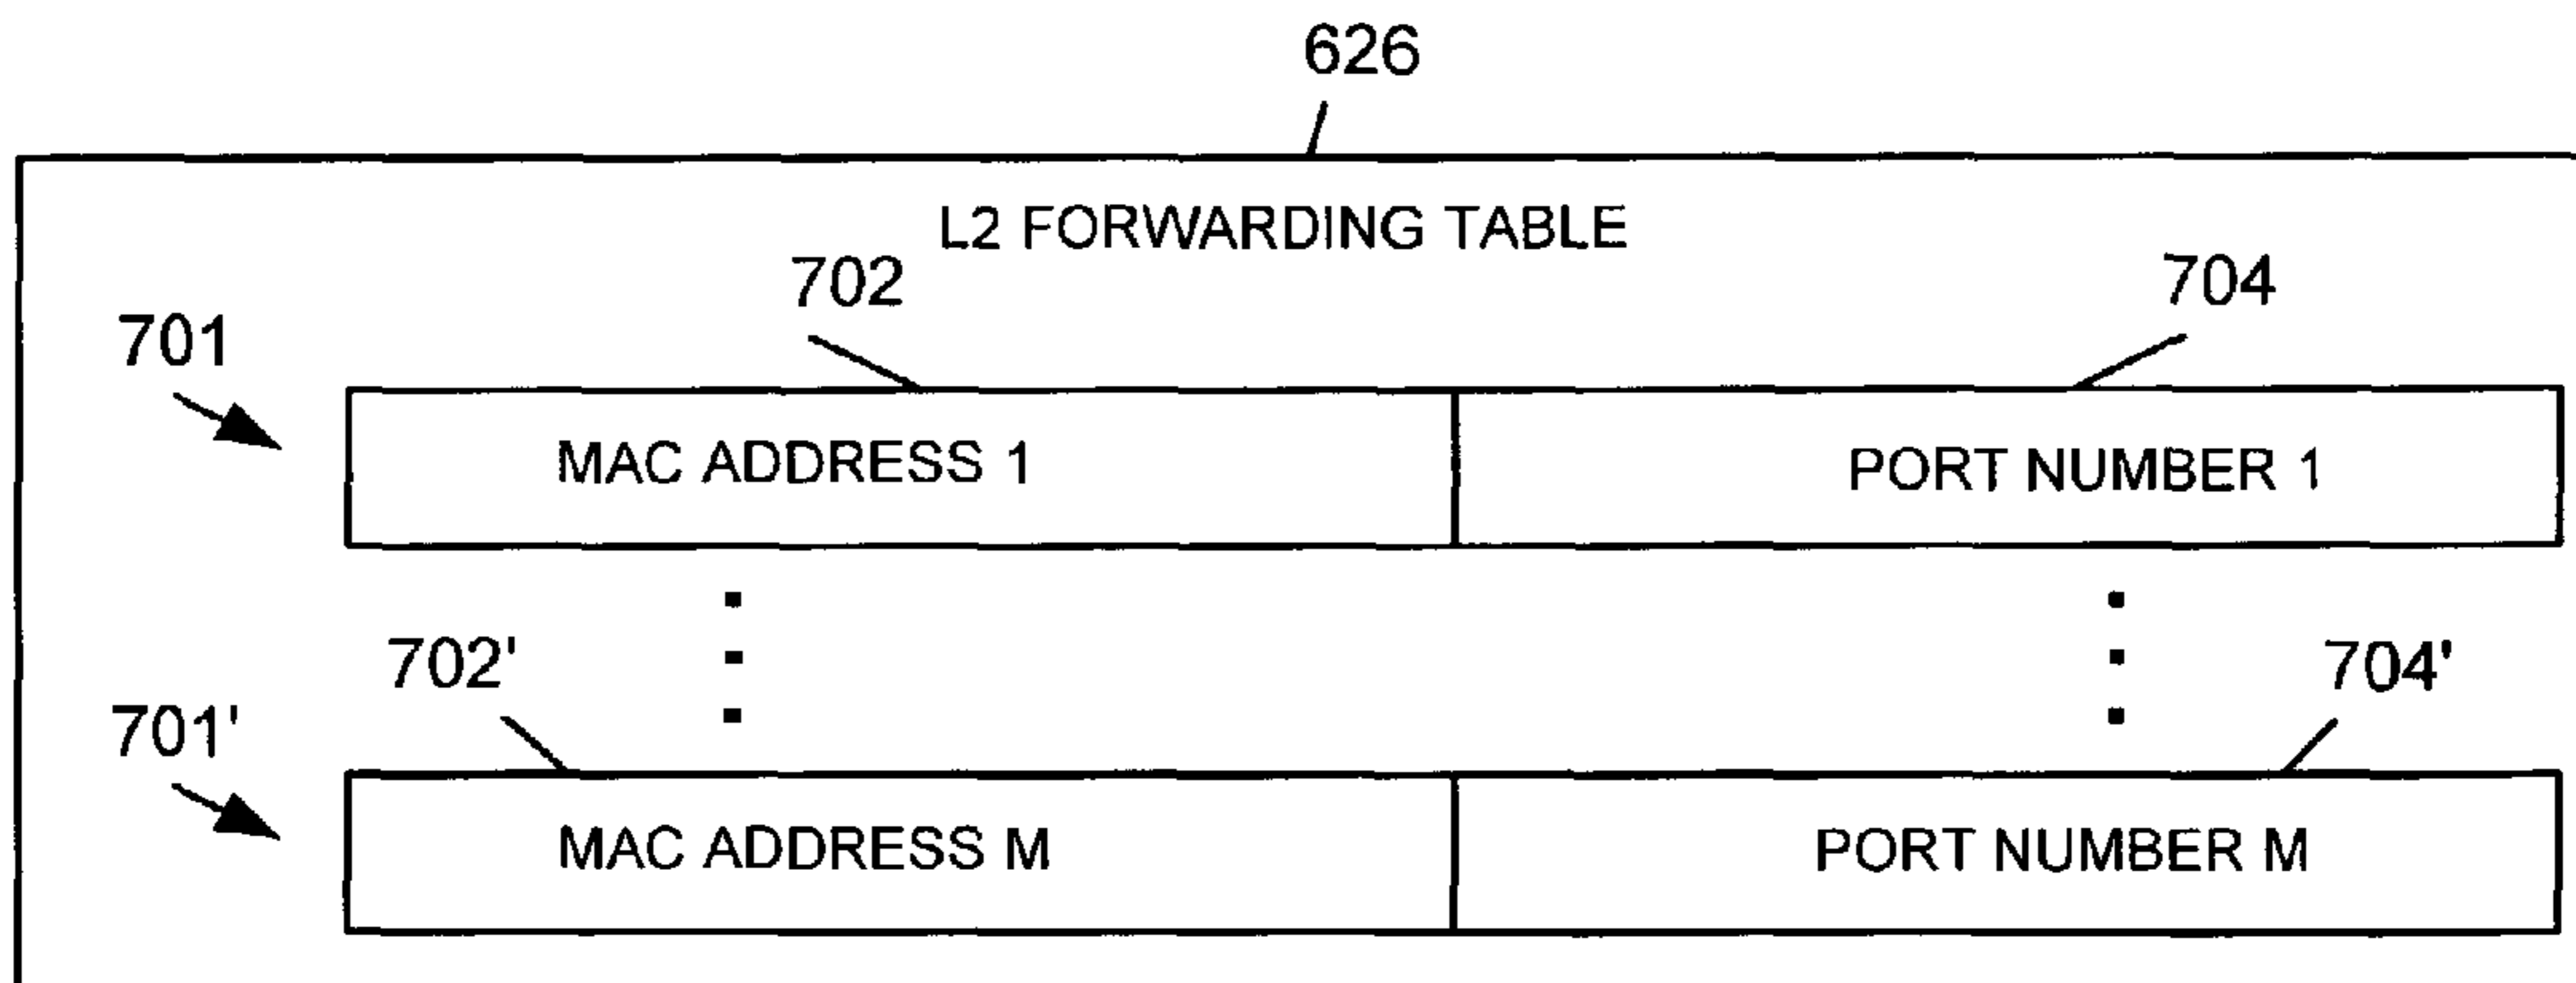 626
L2 FORWARDING TABLE
702
704
701
MAC ADDRESS 1
PORT NUMBER 1
702'
704'
701'
MAC ADDRESS M
PORT NUMBER M